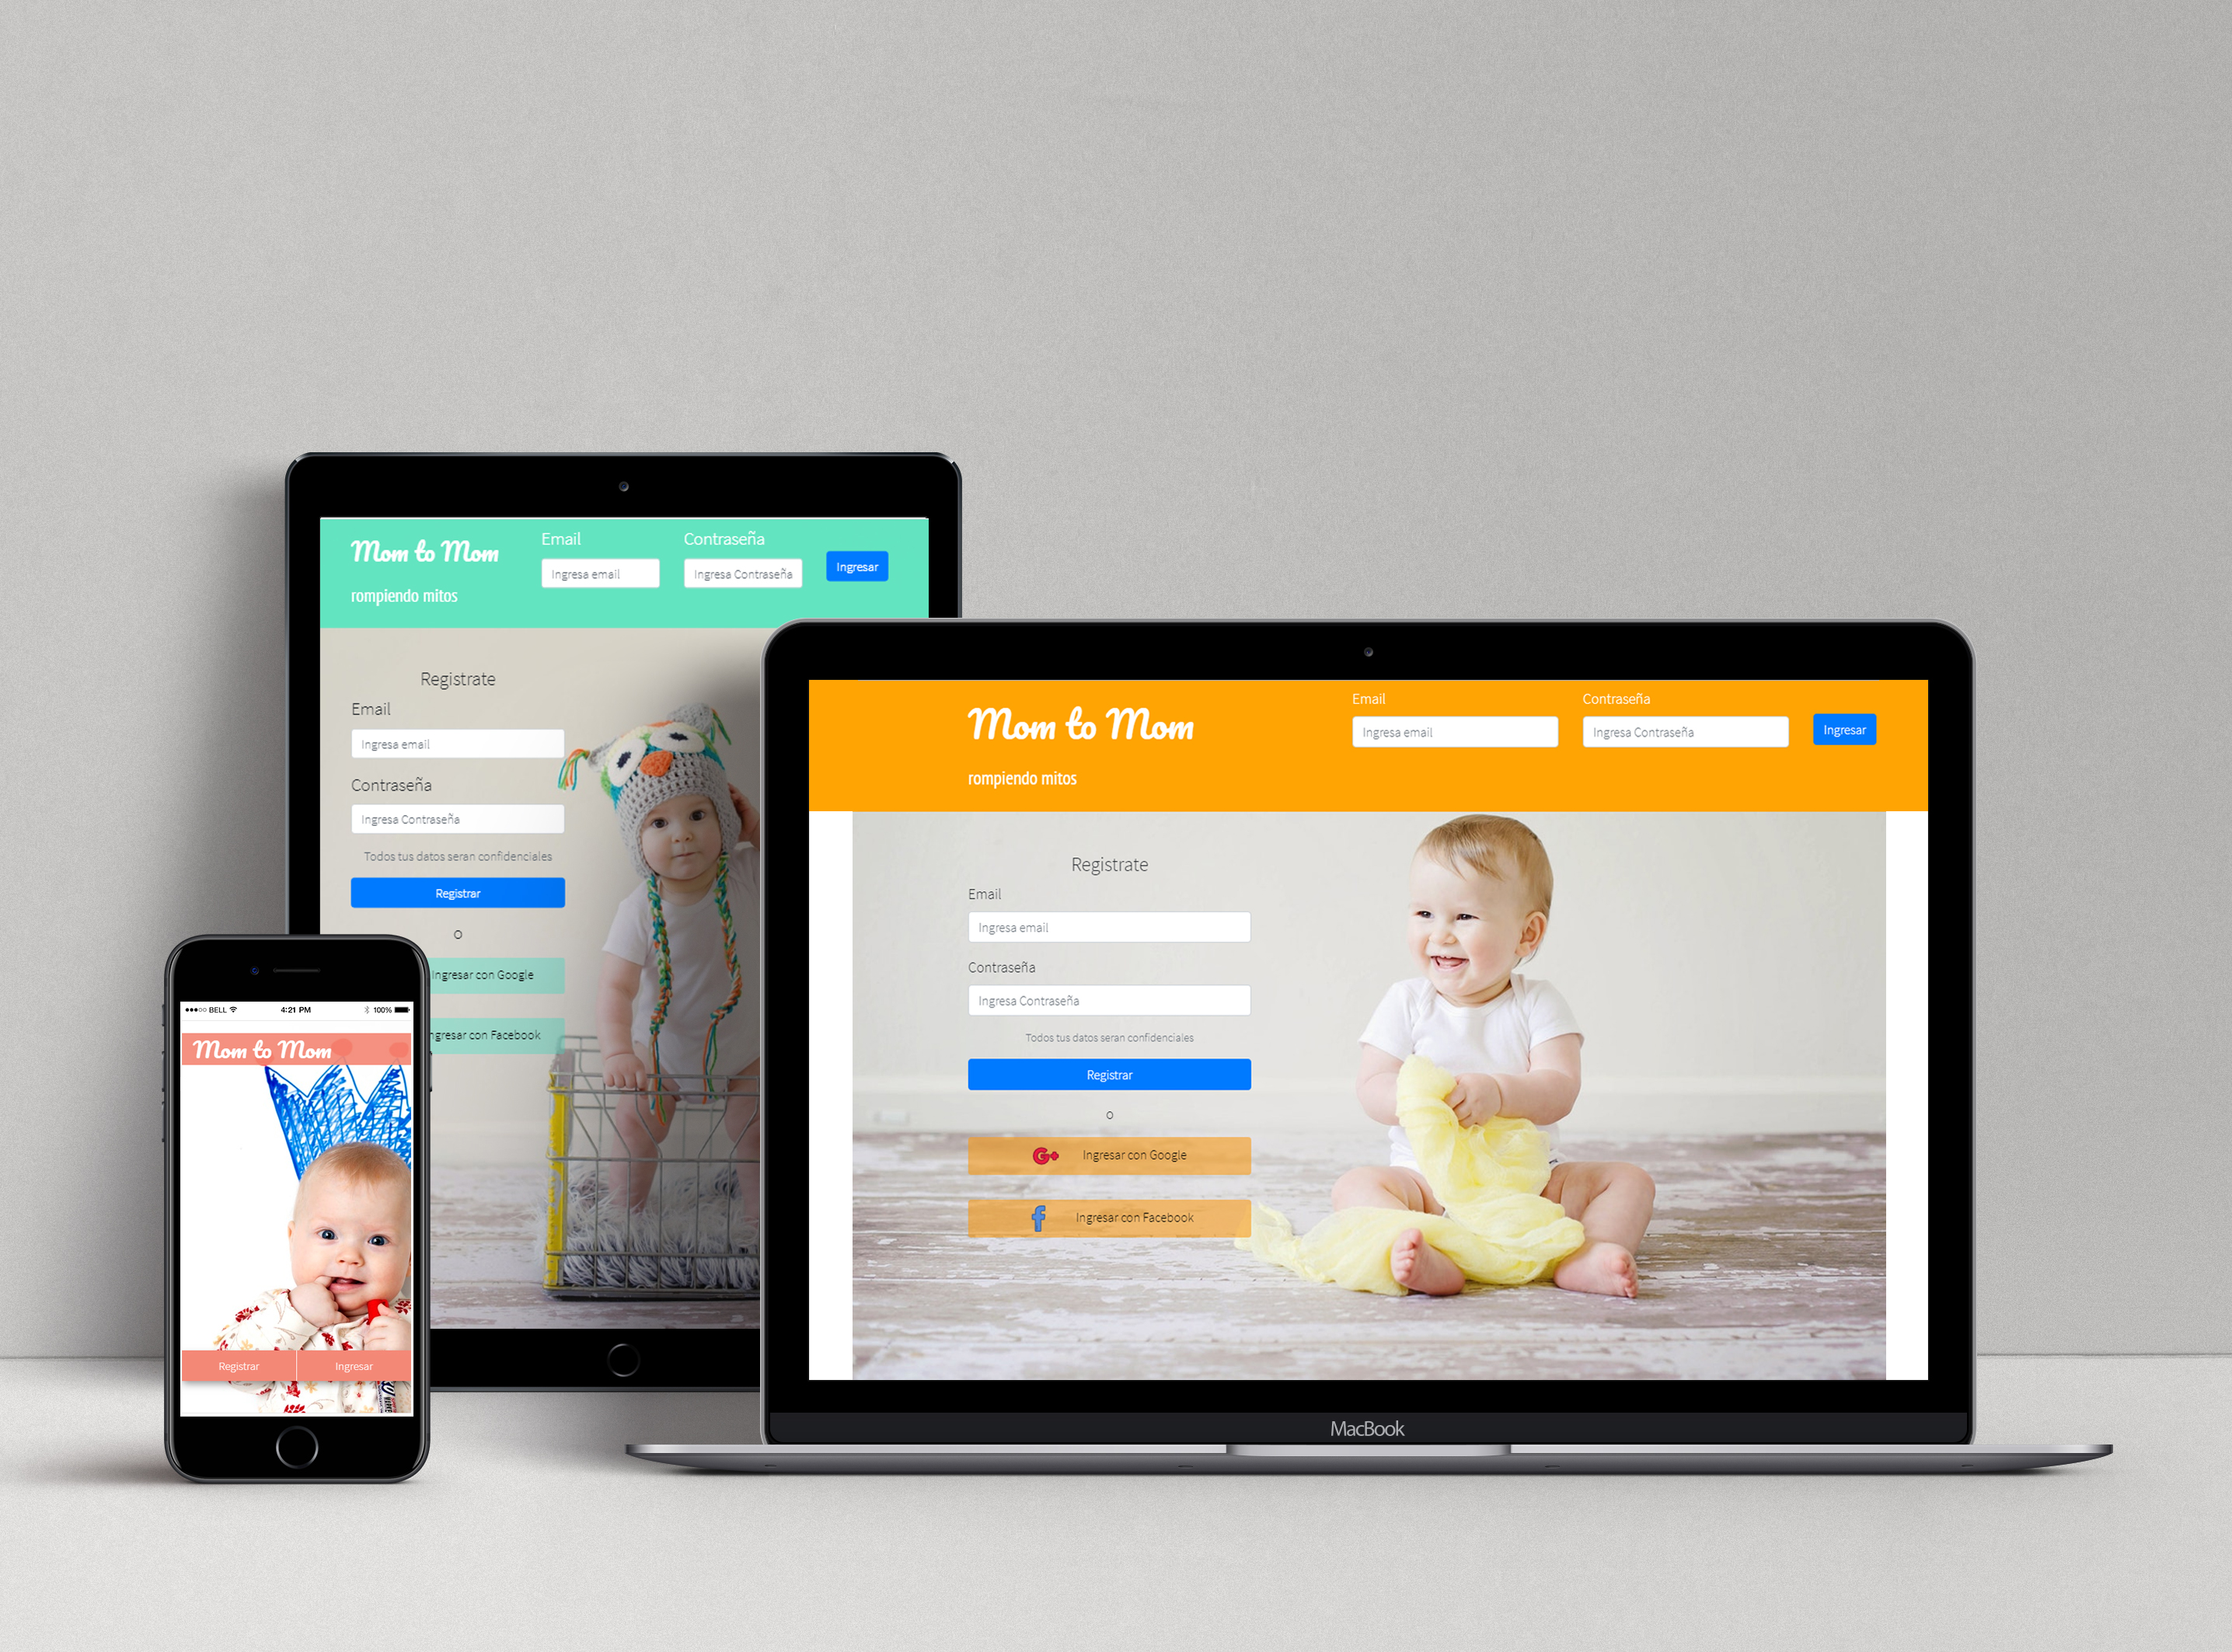 Mom to Mom
rompiendo mitos
Email
Ingresa email
Contraseña
Ingresa Contraseña
Ingresar
Registrate
Email
Ingresa email
Contraseña
Ingresa Contraseña
Todos tus datos seran confidenciales
Registrar
O
Ingresar con Google
ngresar con Facebook
BELL
4:21 PM
100%
Mom to Mom
Registrar
Ingresar
Mom to Mom
rompiendo mitos
Email
Ingresa email
Contraseña
Ingresa Contraseña
Ingresar
Registrate
Email
Ingresa email
Contraseña
Ingresa Contraseña
Todos tus datos seran confidenciales
Registrar
O
G+ Ingresar con Google
f Ingresar con Facebook
MacBook